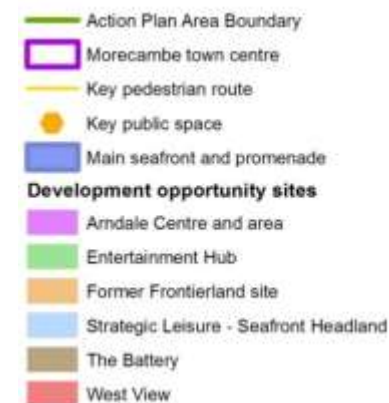 Action Plan Area Boundary
Morecambe town centre
Key pedestrian route
Key public space
Main seafront and promenade
Development opportunity sites
Arndale Centre and area
Entertainment Hub
Former Frontierland site
Strategic Leisure - Seafront Headland
The Battery
West View